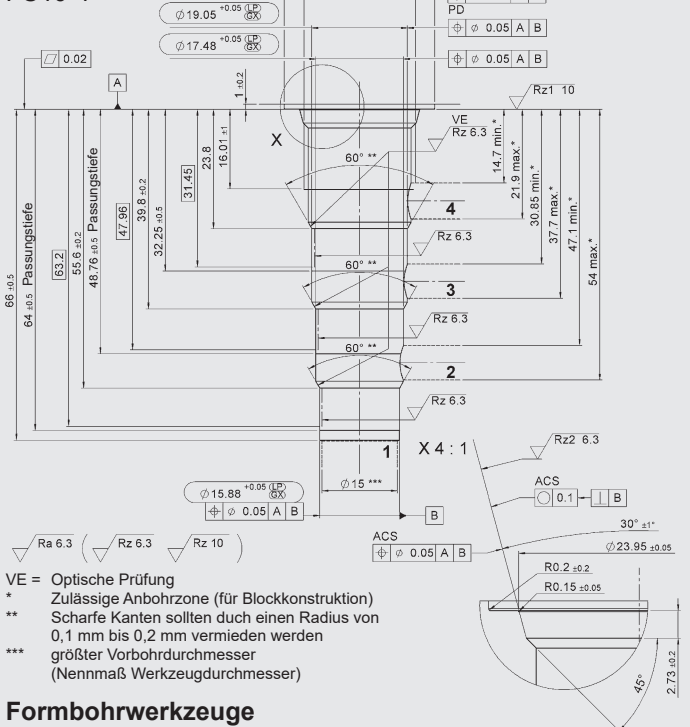 ⌀19.05 +0.05 LP GX
⌀17.48 +0.05 LP GX
PD
⌀ 0.05 A B
⌀ 0.05 A B
0.02
A
1 ±0.2
Rz1 10
X
VE
Rz 6.3
66 ±0.5
64 ±0.5 Passungstiefe
63.2
55.6 ±0.2
48.76 ±0.5 Passungstiefe
47.96
39.8 ±0.2
32.25 ±0.5
31.45
23.8
16.01 ±1
14.7 min.*
21.9 max.*
30.85 min.*
37.7 max.*
47.1 min.*
54 max.*
60° **
4
Rz 6.3
60° **
3
Rz 6.3
60° **
2
Rz 6.3
1
X 4 : 1
⌀15 ***
⌀15.88 +0.05 LP GX
⌀ 0.05 A B
B
Rz2 6.3
ACS
0.1 B
30° ±1°
ACS
⌀ 0.05 A B
⌀23.95 ±0.05
R0.2 ±0.2
R0.15 ±0.05
45°
2.73 ±0.2
Ra 6.3 ( Rz 6.3 Rz 10 )
VE = Optische Prüfung
* Zulässige Anbohrzone (für Blockkonstruktion)
** Scharfe Kanten sollten duch einen Radius von
0,1 mm bis 0,2 mm vermieden werden
*** größter Vorbohrdurchmesser
(Nennmaß Werkzeugdurchmesser)
Formbohrwerkzeuge